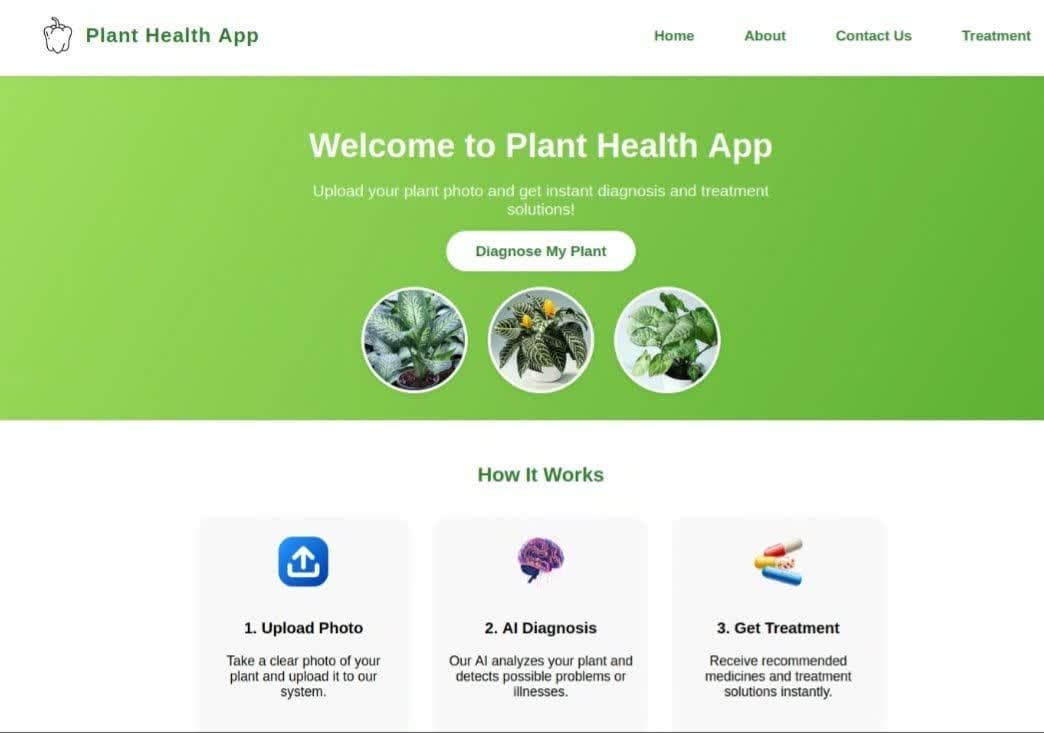 Plant Health App
Home
About
Contact Us
Treatment
Welcome to Plant Health App
Upload your plant photo and get instant diagnosis and treatment
solutions!
Diagnose My Plant
How It Works
1. Upload Photo
Take a clear photo of your
plant and upload it to our
system.
2. AI Diagnosis
Our AI analyzes your plant and
detects possible problems or
illnesses.
3. Get Treatment
Receive recommended
medicines and treatment
solutions instantly.